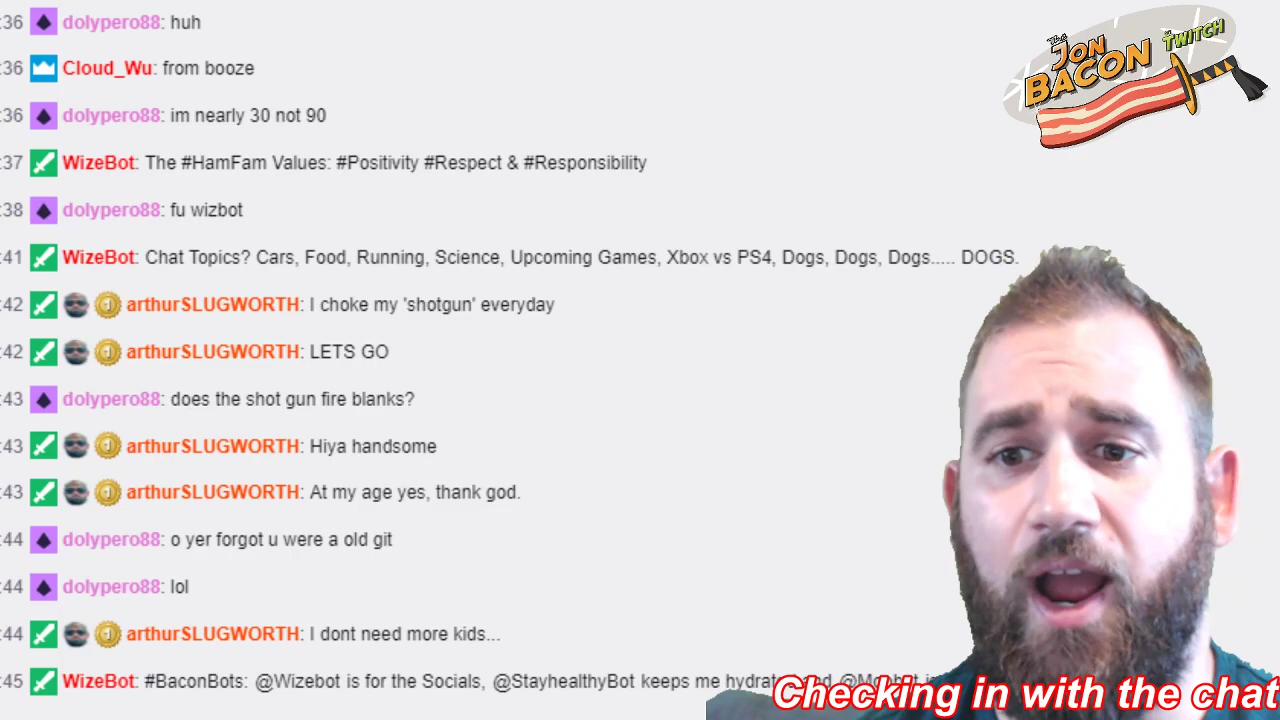 :36 dolypero88: huh
:36 Cloud_Wu: from booze
:36 dolypero88: im nearly 30 not 90
:37 WizeBot: The #HamFam Values: #Positivity #Respect & #Responsibility
:38 dolypero88: fu wizbot
:41 WizeBot: Chat Topics? Cars, Food, Running, Science, Upcoming Games, Xbox vs PS4, Dogs, Dogs, Dogs..... DOGS.
:42 1 arthurSLUGWORTH: I choke my 'shotgun' everyday
:42 1 arthurSLUGWORTH: LETS GO
:43 dolypero88: does the shot gun fire blanks?
:43 1 arthurSLUGWORTH: Hiya handsome
:43 1 arthurSLUGWORTH: At my age yes, thank god.
:44 dolypero88: o yer forgot u were a old git
:44 dolypero88: lol
:44 1 arthurSLUGWORTH: I dont need more kids...
:45 WizeBot: #BaconBots: @Wizebot is for the Socials, @StayhealthyBot keeps me
JON
BACON
TWITCH
Checking in with the chat